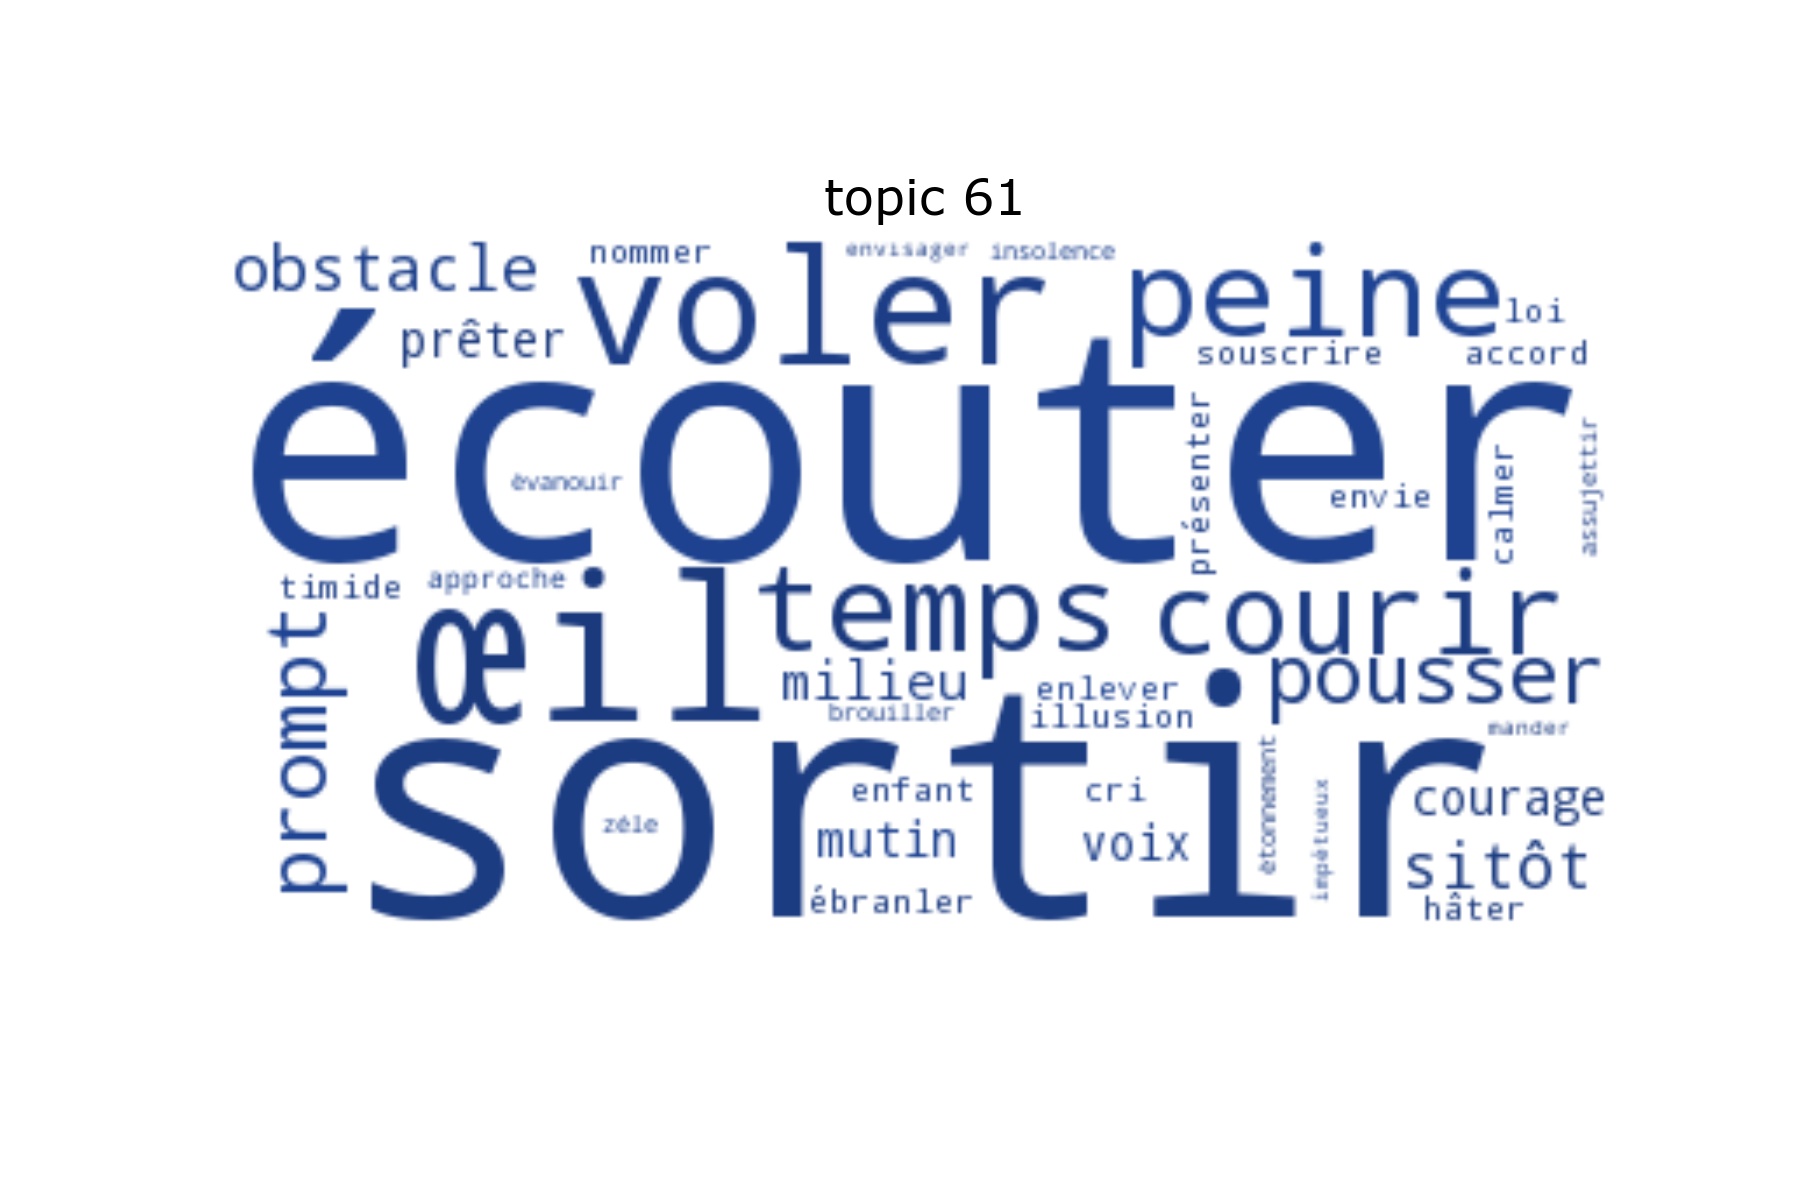 topic 61
obstacle
nommer
voler
envisager
insolence
peine
loi
prêter
souscrire
accord
écouter
évanouir
présenter
envie
calmer
assujettir
timide
approche
œil
temps
courir
prompt
milieu
brouiller
enlever
illusion
pousser
mander
sortir
zèle
enfant
mutin
ébranler
cri
voix
étonnement
impétueux
courage
sitôt
hâter